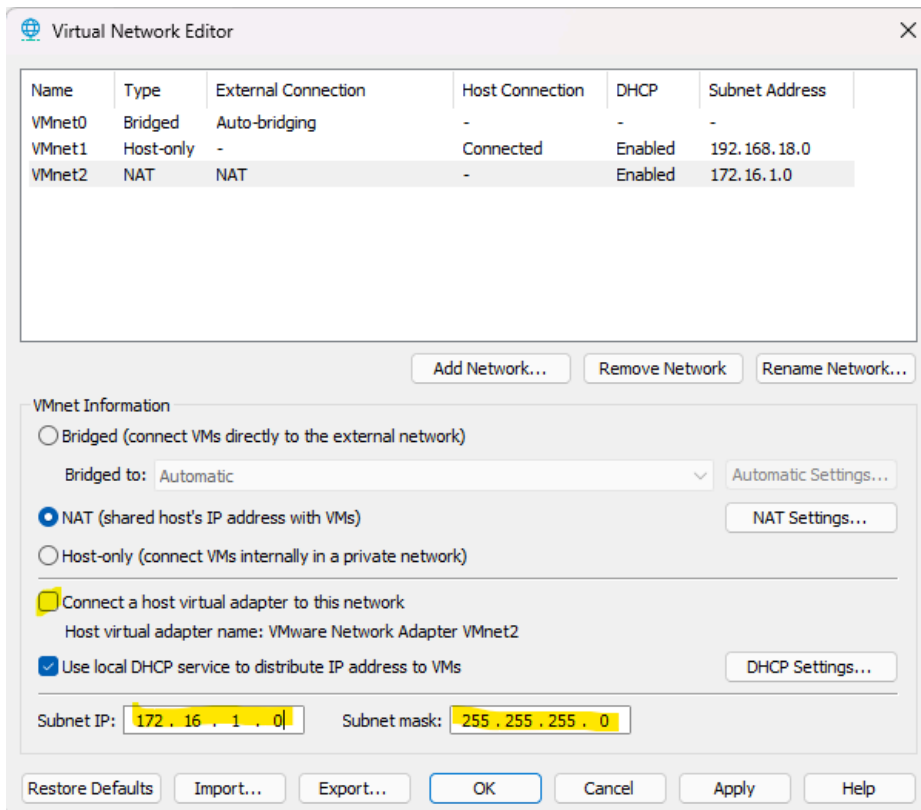 Virtual Network Editor
Name Type External Connection Host Connection DHCP Subnet Address
VMnet0 Bridged Auto-bridging - - -
VMnet1 Host-only - Connected Enabled 192.168.18.0
VMnet2 NAT NAT - Enabled 172.16.1.0
Add Network... Remove Network Rename Network...
VMnet Information
Bridged (connect VMs directly to the external network)
Bridged to: Automatic Automatic Settings...
NAT (shared host's IP address with VMs) NAT Settings...
Host-only (connect VMs internally in a private network)
Connect a host virtual adapter to this network
Host virtual adapter name: VMware Network Adapter VMnet2
Use local DHCP service to distribute IP address to VMs DHCP Settings...
Subnet IP: 172 . 16 . 1 . 0 Subnet mask: 255 . 255 . 255 . 0
Restore Defaults Import... Export... OK Cancel Apply Help